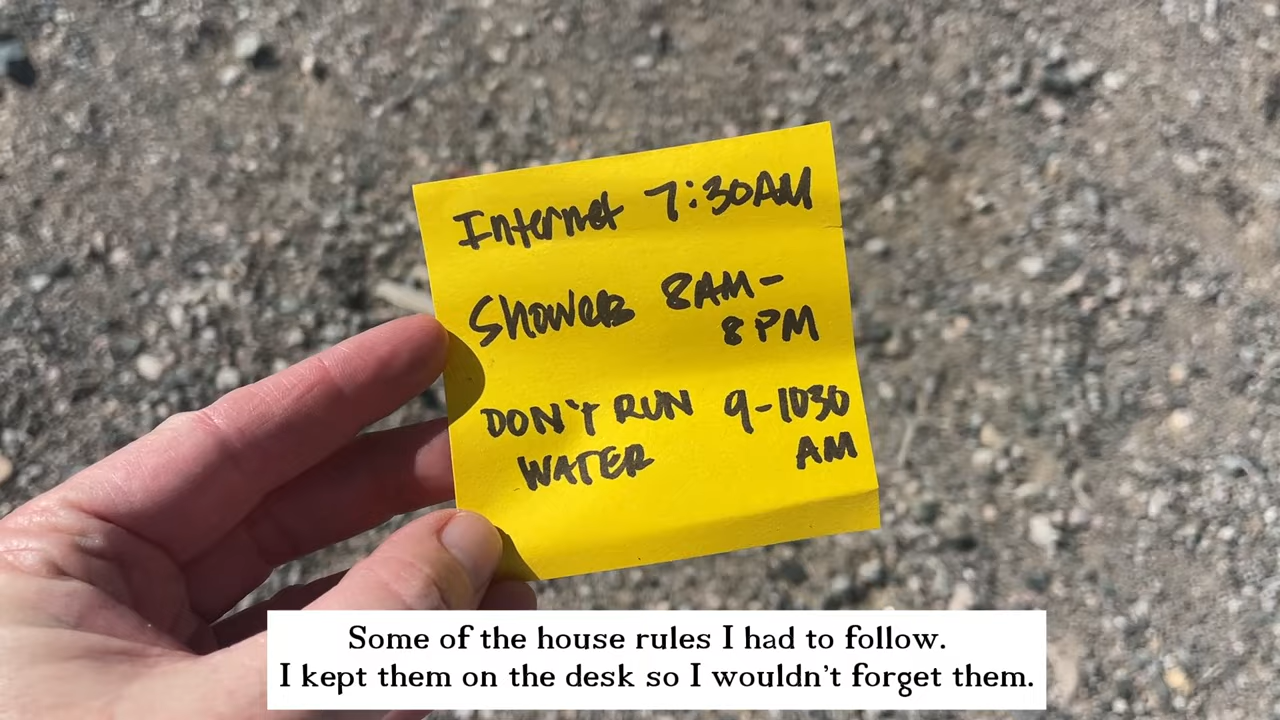 Internet 7:30AM
Showers 8AM-
8PM
DON'T RUN 9-1030
WATER AM
Some of the house rules I had to follow.
I kept them on the desk so I wouldn't forget them.